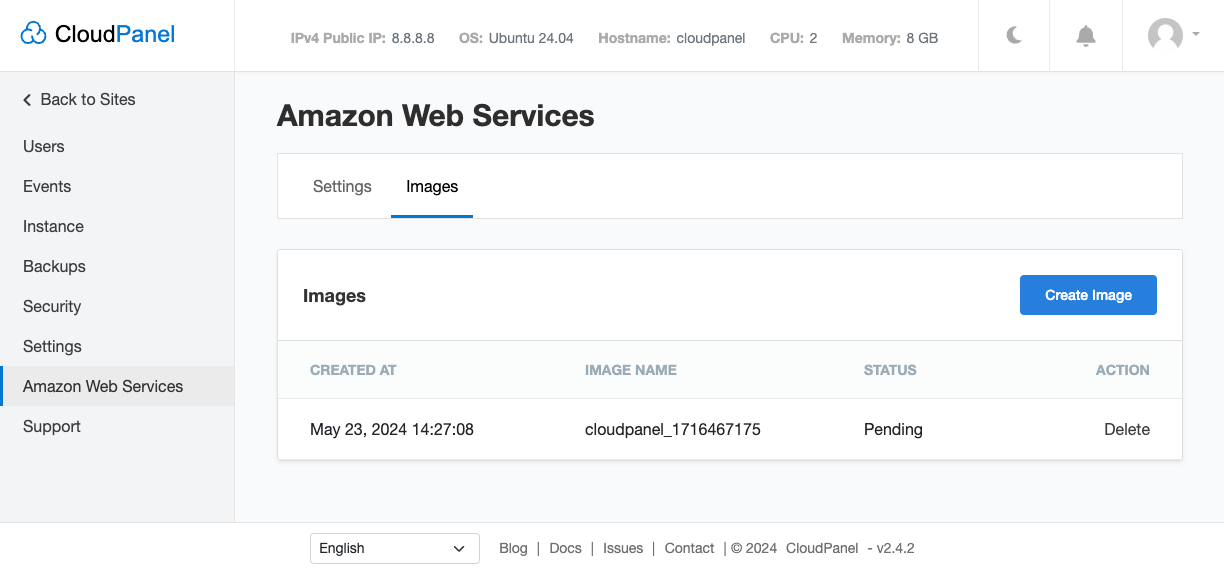 CloudPanel
IPv4 Public IP: 8.8.8.8 OS: Ubuntu 24.04 Hostname: cloudpanel CPU: 2 Memory: 8 GB
Back to Sites
Users
Events
Instance
Backups
Security
Settings
Amazon Web Services
Support
Amazon Web Services
Settings Images
Images
Create Image
CREATED AT IMAGE NAME STATUS ACTION
May 23, 2024 14:27:08 cloudpanel_1716467175 Pending Delete
English Blog | Docs | Issues | Contact | © 2024 CloudPanel - v2.4.2